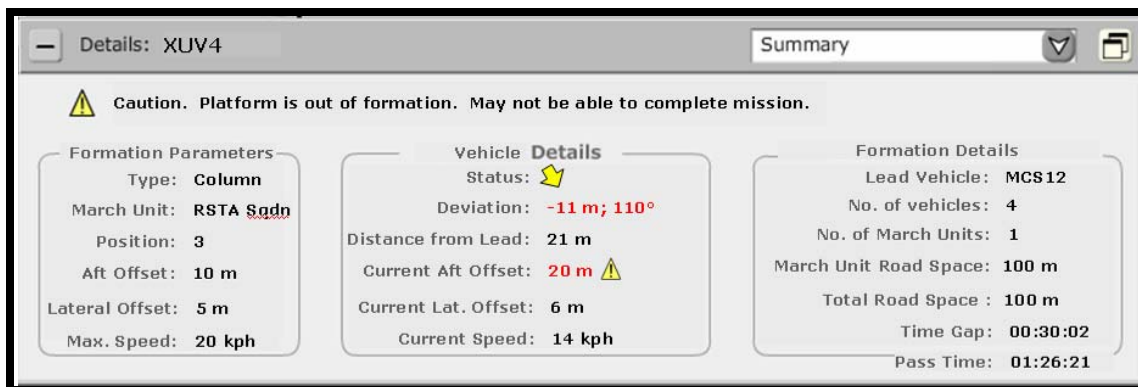 Details: XUV4
Summary
Caution. Platform is out of formation. May not be able to complete mission.
Formation Parameters
Type: Column
March Unit: RSTA Sqdn
Position: 3
Aft Offset: 10 m
Lateral Offset: 5 m
Max. Speed: 20 kph
Vehicle Details
Status:
Deviation: -11 m; 110°
Distance from Lead: 21 m
Current Aft Offset: 20 m
Current Lat. Offset: 6 m
Current Speed: 14 kph
Formation Details
Lead Vehicle: MCS12
No. of vehicles: 4
No. of March Units: 1
March Unit Road Space: 100 m
Total Road Space : 100 m
Time Gap: 00:30:02
Pass Time: 01:26:21